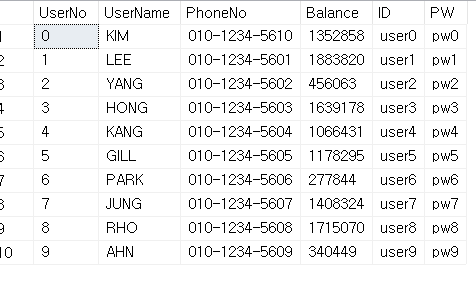 UserNo UserName PhoneNo Balance ID PW
1 0 KIM 010-1234-5610 1352858 user0 pw0
2 1 LEE 010-1234-5601 1883820 user1 pw1
3 2 YANG 010-1234-5602 456063 user2 pw2
4 3 HONG 010-1234-5603 1639178 user3 pw3
5 4 KANG 010-1234-5604 1066431 user4 pw4
6 5 GILL 010-1234-5605 1178295 user5 pw5
7 6 PARK 010-1234-5606 277844 user6 pw6
8 7 JUNG 010-1234-5607 1408324 user7 pw7
9 8 RHO 010-1234-5608 1715070 user8 pw8
10 9 AHN 010-1234-5609 340449 user9 pw9